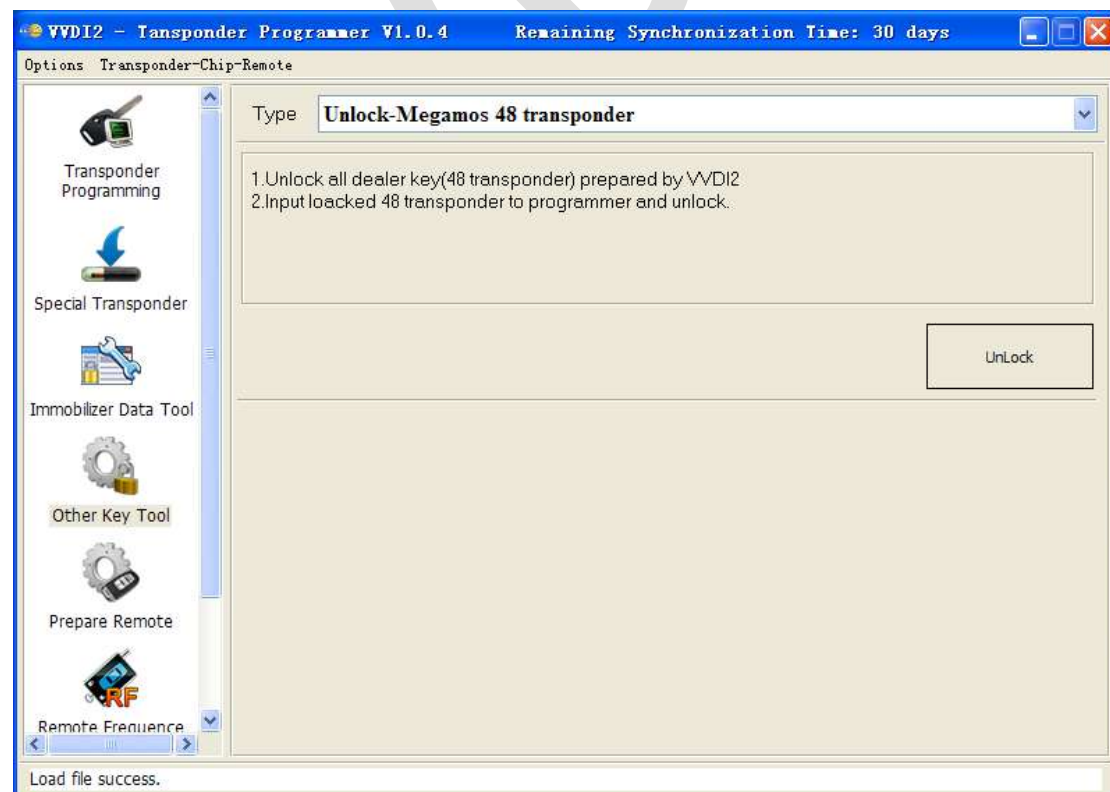 VVDI2 - Tansponder Programmer V1.0.4 Remaining Synchronization Time: 30 days
Options Transponder-Chip-Remote
Transponder
Programming
Special Transponder
Immobilizer Data Tool
Other Key Tool
Prepare Remote
RF
Remote Frequence
Type Unlock-Megamos 48 transponder
1.Unlock all dealer key(48 transponder) prepared by VVDI2
2.Input loacked 48 transponder to programmer and unlock.
UnLock
Load file success.